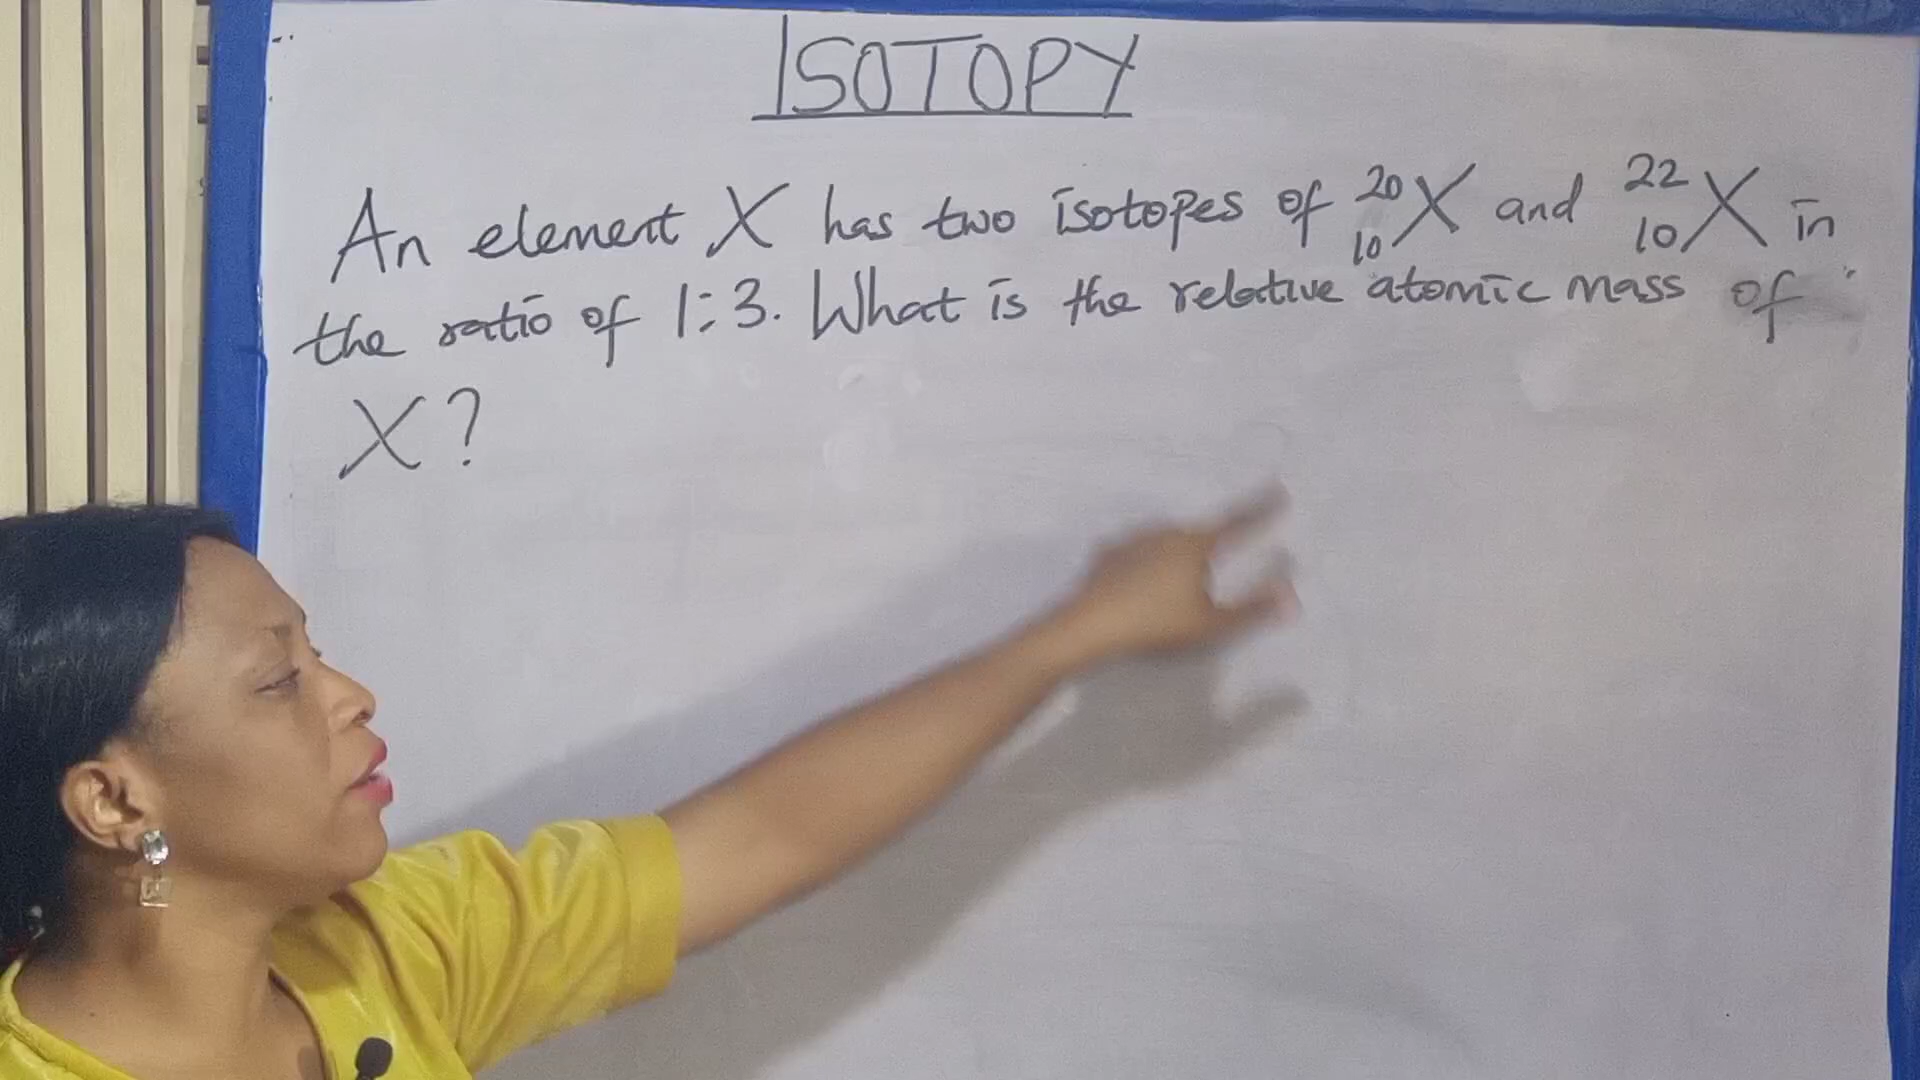 ISOTOPY
An element X has two isotopes of ²⁰₁₀X and ²²₁₀X in
the ratio of 1:3. What is the relative atomic mass of
X?